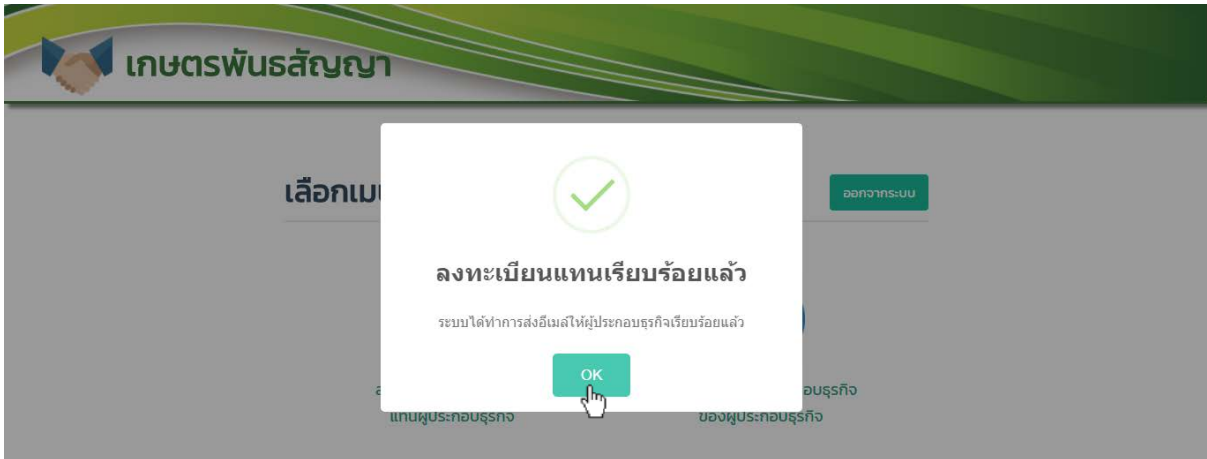 เกษตรพันธสัญญา
เลือกเม
ออกจากระบบ
ลงทะเบียนแทนเรียบร้อยแล้ว
ระบบได้ทำการส่งอีเมล์ให้ผู้ประกอบธุรกิจเรียบร้อยแล้ว
OK
อบธุรกิจ
แทนผู้ประกอบธุรกิจ
ของผู้ประกอบธุรกิจ